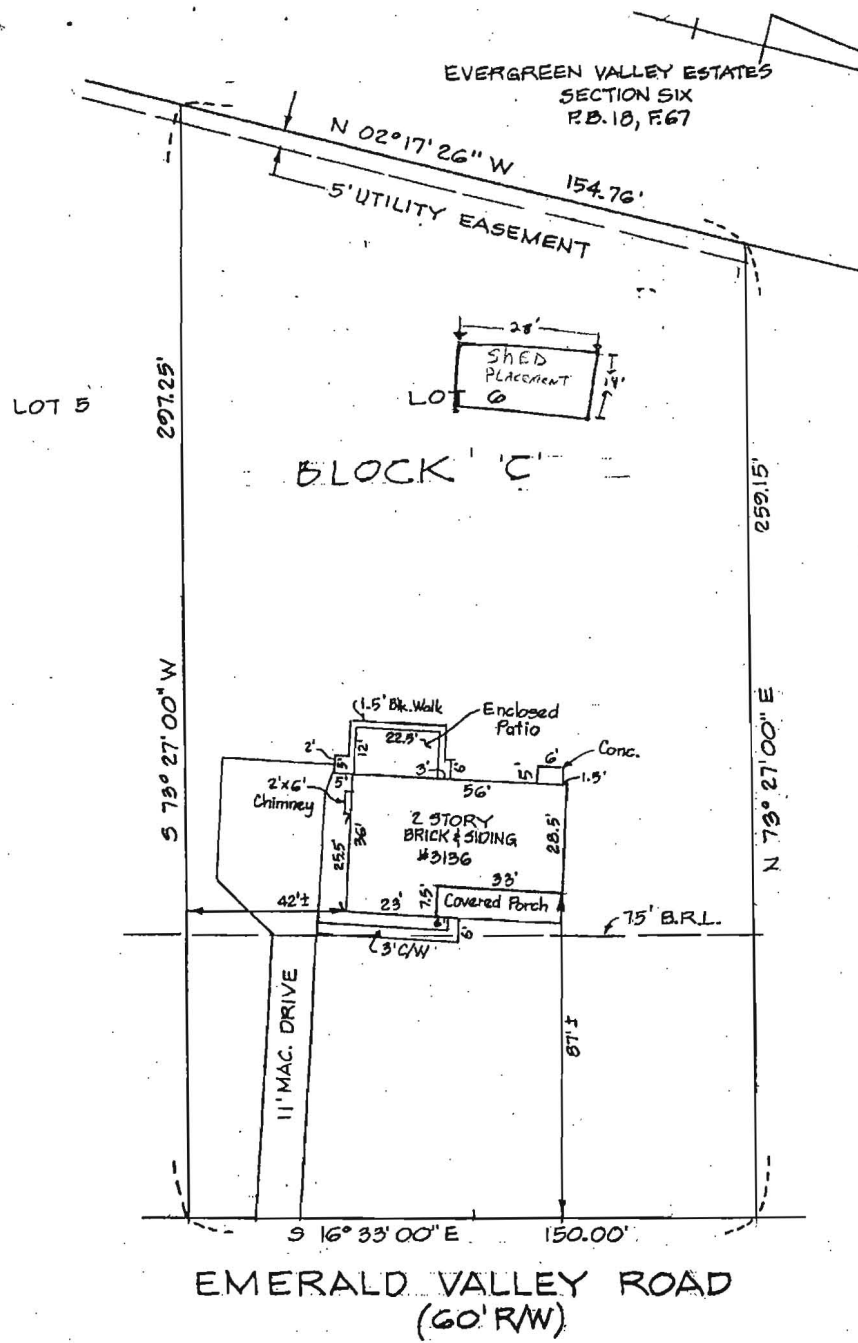 EVERGREEN VALLEY ESTATES
SECTION SIX
P.B. 18, F.67
N 02° 17' 26" W
154.76'
5' UTILITY EASEMENT
28'
SHED
PLACEMENT
14'
LOT 6
LOT 5
297.25'
BLOCK 'C'
259.15'
S 73° 27' 00" W
N 73° 27' 00" E
1.5' Bk. Walk
Enclosed
Patio
22.5'
12'
2'
5'
3'
6'
6'
Conc.
5'
1.5'
5'
56'
2'x6'
Chimney
2 STORY
BRICK & SIDING
#3136
36'
25.5'
28.5'
33'
7.5'
Covered Porch
42'±
23'
6'
6'
3' C/W
75' B.R.L.
11' MAC. DRIVE
87'±
S 16° 33' 00" E
150.00'
EMERALD VALLEY ROAD
(60' R/W)